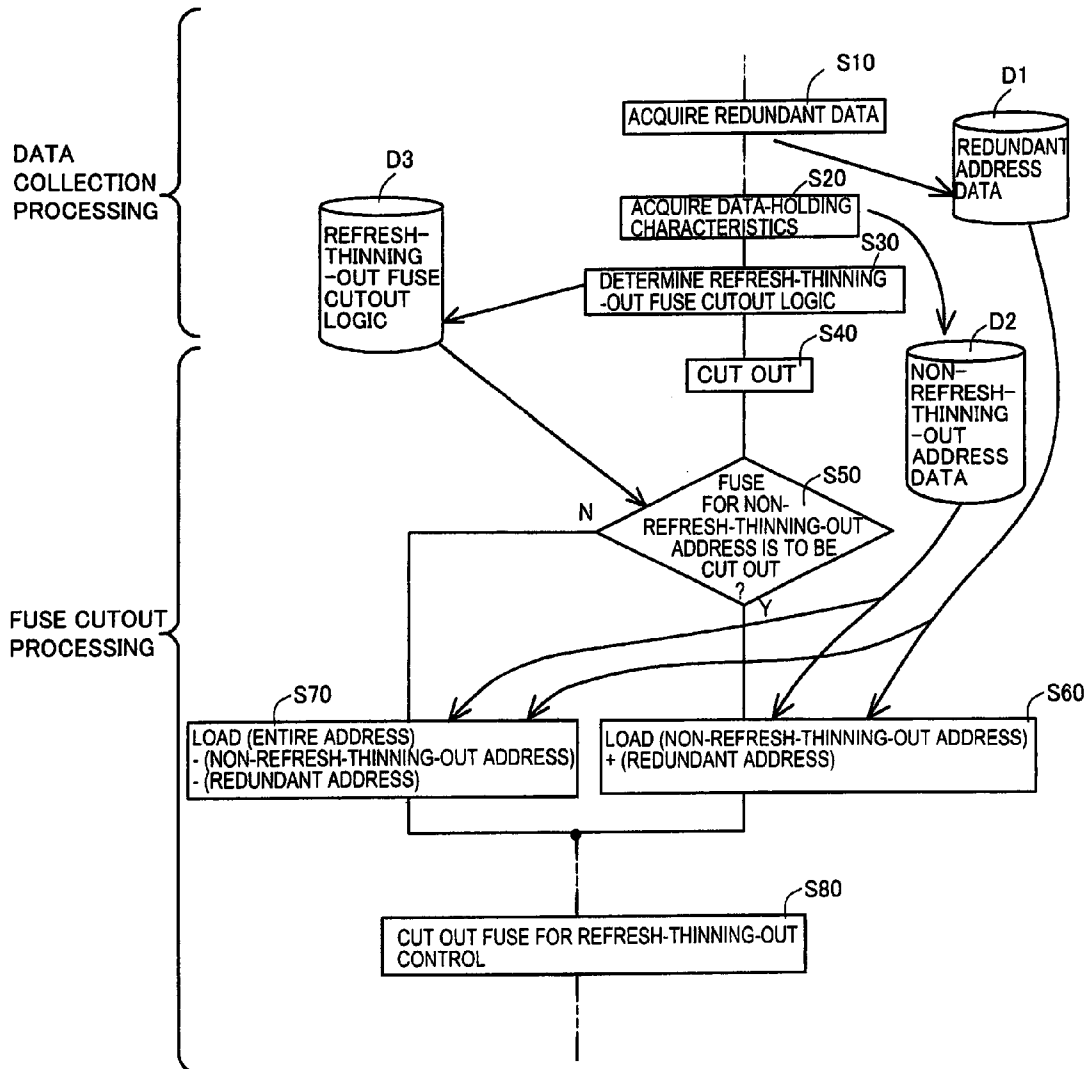 S10
ACQUIRE REDUNDANT DATA
D1
REDUNDANT
ADDRESS
DATA
DATA
COLLECTION
PROCESSING
D3
REFRESH-
THINNING
-OUT FUSE
CUTOUT
LOGIC
S20
ACQUIRE DATA-HOLDING
CHARACTERISTICS
S30
DETERMINE REFRESH-THINNING
-OUT FUSE CUTOUT LOGIC
S40
CUT OUT
D2
NON-
REFRESH-
THINNING
-OUT
ADDRESS
DATA
S50
FUSE
FOR NON-
REFRESH-THINNING-OUT
ADDRESS IS TO BE
CUT OUT
?
N
Y
FUSE CUTOUT
PROCESSING
S70
LOAD (ENTIRE ADDRESS)
- (NON-REFRESH-THINNING-OUT ADDRESS)
- (REDUNDANT ADDRESS)
S60
LOAD (NON-REFRESH-THINNING-OUT ADDRESS)
+ (REDUNDANT ADDRESS)
S80
CUT OUT FUSE FOR REFRESH-THINNING-OUT
CONTROL